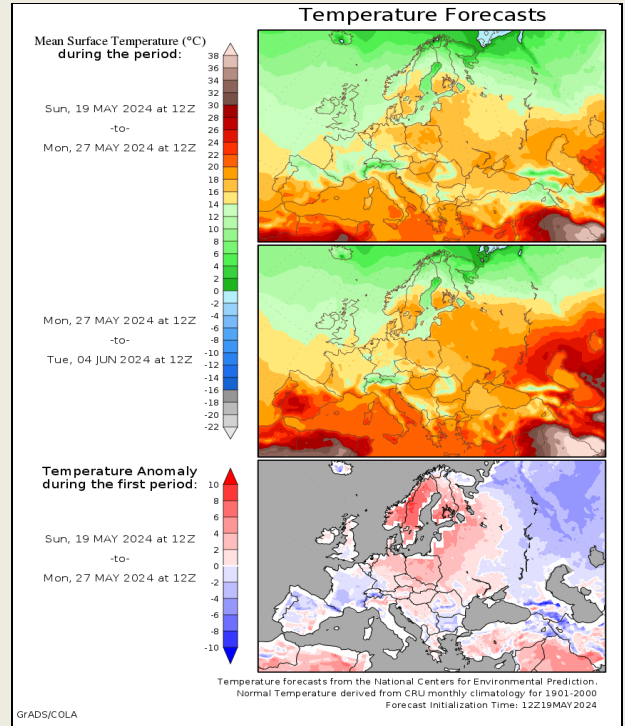 Temperature Forecasts
Mean Surface Temperature (°C)
during the period:
38
36
34
32
30
28
26
24
22
20
18
16
14
12
10
8
6
4
2
0
-2
-4
-6
-8
-10
-12
-14
-16
-18
-20
-22
Sun, 19 MAY 2024 at 12Z
-to-
Mon, 27 MAY 2024 at 12Z
Mon, 27 MAY 2024 at 12Z
-to-
Tue, 04 JUN 2024 at 12Z
Temperature Anomaly
during the first period:
10
8
6
4
2
0
-2
-4
-6
-8
-10
Sun, 19 MAY 2024 at 12Z
-to-
Mon, 27 MAY 2024 at 12Z
Temperature forecasts from the National Centers for Environmental Prediction.
Normal Temperature derived from CRU monthly climatology for 1901-2000
Forecast Initialization Time: 12Z19MAY2024
GrADS/COLA